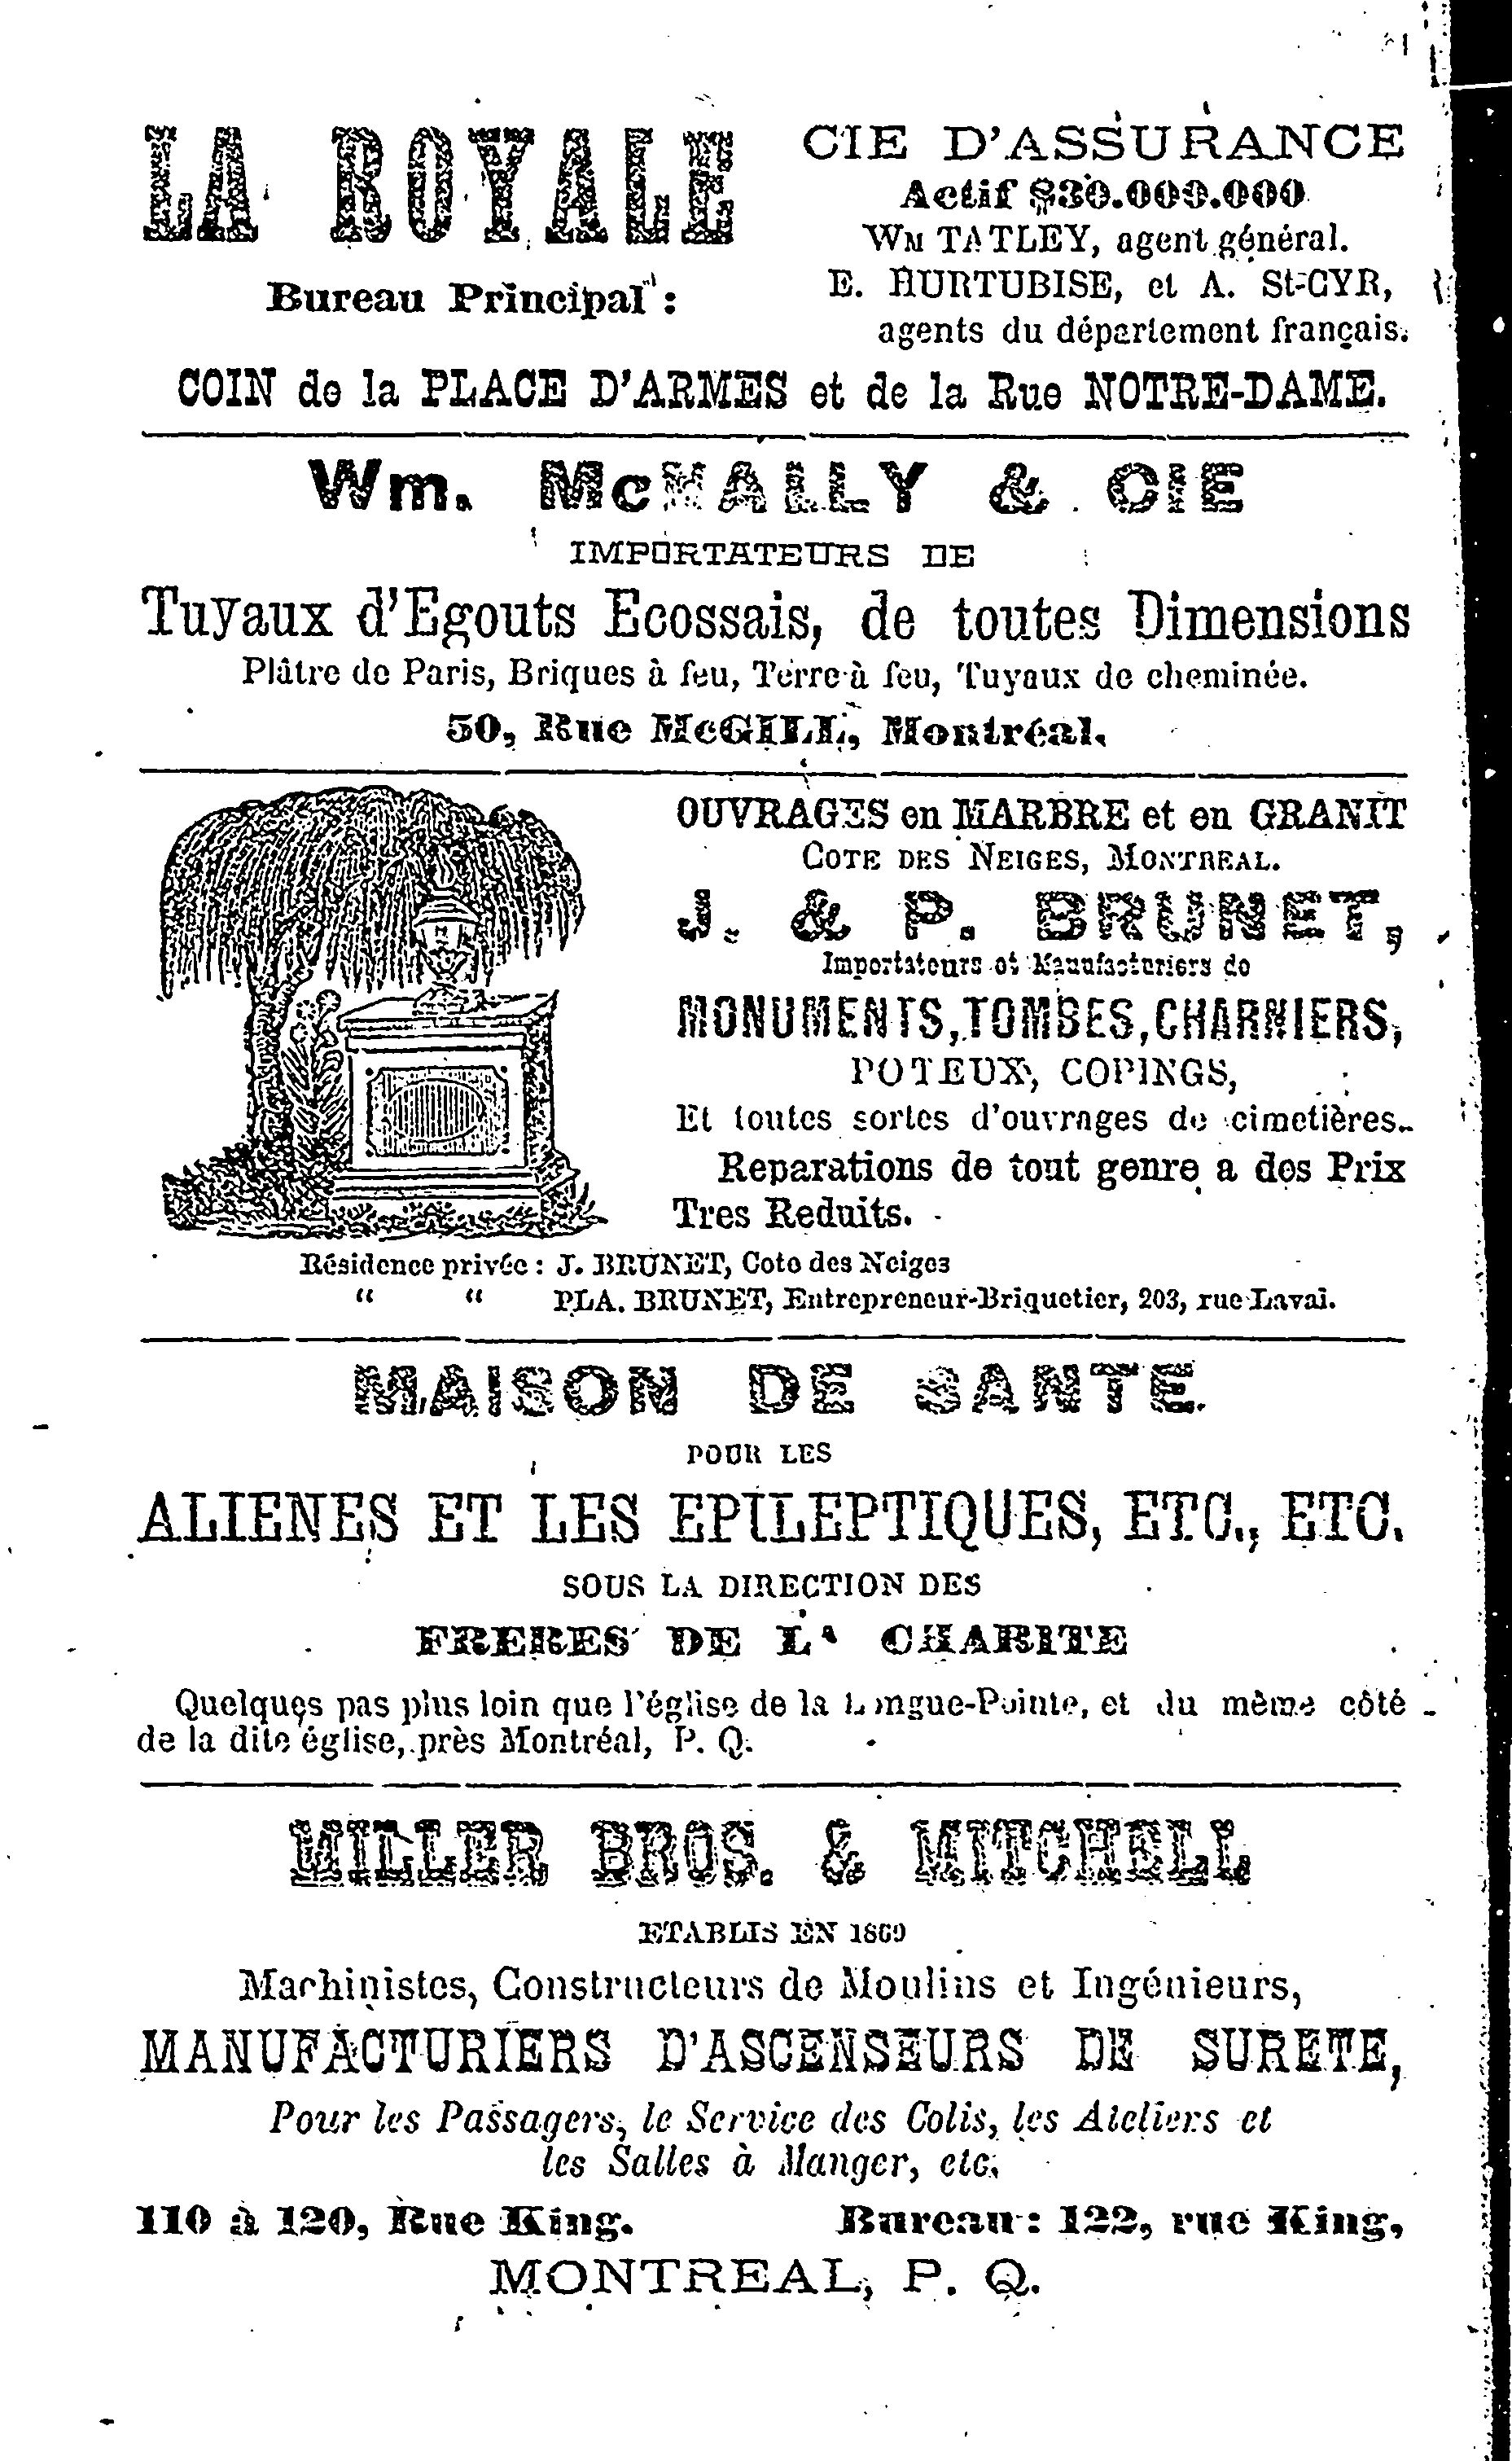 LA ROYALE
CIE D'ASSURANCE
Actif $30.000.000
WM TATLEY, agent général.
E. HURTUBISE, et A. St-CYR,
agents du département français.
Bureau Principal :
COIN de la PLACE D'ARMES et de la Rue NOTRE-DAME.
Wm. McNALLY & CIE
IMPORTATEURS DE
Tuyaux d'Egouts Ecossais, de toutes Dimensions
Plâtre de Paris, Briques à feu, Terre à feu, Tuyaux de cheminée.
50, Rue McGILL, Montréal.
OUVRAGES en MARBRE et en GRANIT
COTE DES NEIGES, MONTREAL.
J. & P. BRUNET,
Importateurs et Manufacturiers de
MONUMENTS, TOMBES, CHARNIERS,
POTEUX, COPINGS,
Et toutes sortes d'ouvrages de cimetières.
Reparations de tout genre a des Prix
Tres Reduits.
Résidence privée : J. BRUNET, Cote des Neiges
“ “ PLA. BRUNET, Entrepreneur-Briquetier, 203, rue Laval.
MAISON DE SANTE
POUR LES
ALIENES ET LES EPILEPTIQUES, ETC., ETC.
SOUS LA DIRECTION DES
FRERES DE LA CHARITE
Quelques pas plus loin que l'église de la Longue-Pointe, et du même côté
de la dite église, près Montréal, P. Q.
MILLER BROS. & MITCHELL
ETABLIS EN 1869
Machinistes, Constructeurs de Moulins et Ingénieurs,
MANUFACTURIERS D'ASCENSEURS DE SURETE,
Pour les Passagers, le Service des Colis, les Ateliers et
les Salles à Manger, etc.
110 à 120, Rue King. Bureau : 122, rue King,
MONTREAL, P. Q.